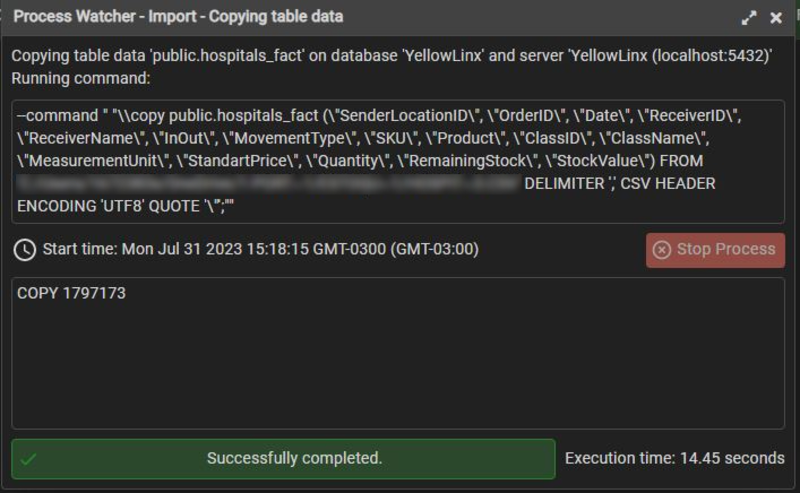 Process Watcher - Import - Copying table data
Copying table data 'public.hospitals_fact' on database 'YellowLinx' and server 'YellowLinx (localhost:5432)'
Running command:
--command " "\\copy public.hospitals_fact (\"SenderLocationID\", \"OrderID\", \"Date\", \"ReceiverID\",
\"ReceiverName\", \"InOut\", \"MovementType\", \"SKU\", \"Product\", \"ClassID\", \"ClassName\",
\"MeasurementUnit\", \"StandartPrice\", \"Quantity\", \"RemainingStock\", \"StockValue\") FROM
DELIMITER ',' CSV HEADER
ENCODING 'UTF8' QUOTE '\"';""
Start time: Mon Jul 31 2023 15:18:15 GMT-0300 (GMT-03:00)
Stop Process
COPY 1797173
Successfully completed.
Execution time: 14.45 seconds